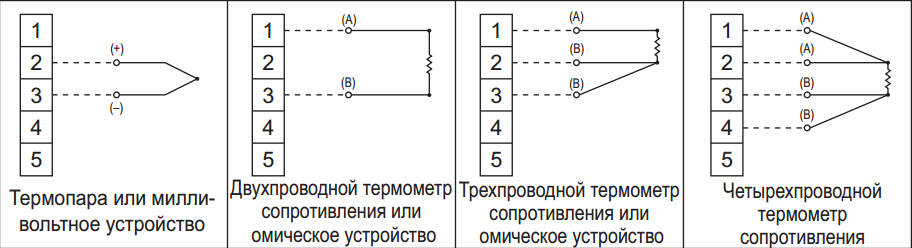 1
2
3
4
5
(+)
(–)
Термопара или милли-
вольтное устройство
1
2
3
4
5
(A)
(B)
Двухпроводной термометр
сопротивления или
омическое устройство
1
2
3
4
5
(A)
(B)
(B)
Трехпроводной термометр
сопротивления или
омическое устройство
1
2
3
4
5
(A)
(A)
(B)
(B)
Четырехпроводной
термометр
сопротивления